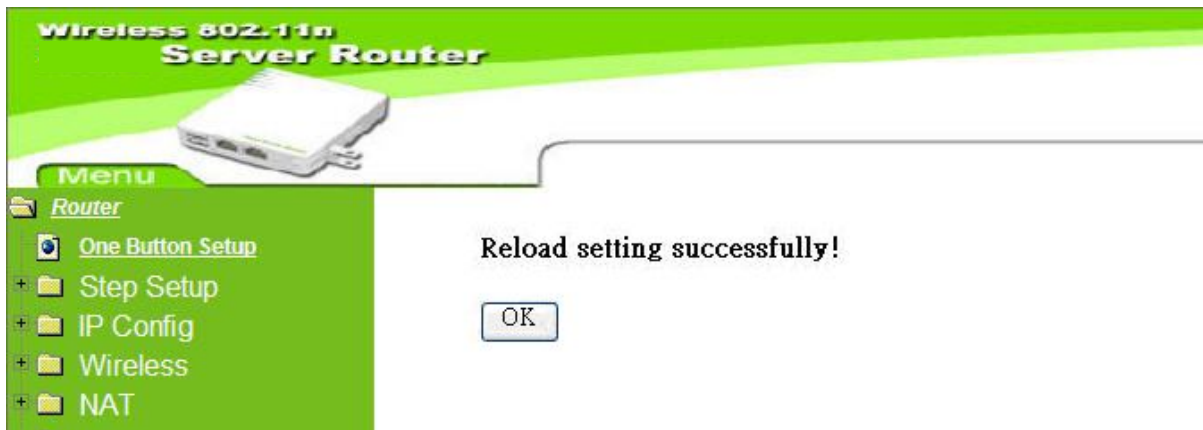 Wireless 802.11n
Server Router
Menu
Router
One Button Setup
Step Setup
IP Config
Wireless
NAT
Reload setting successfully!
OK